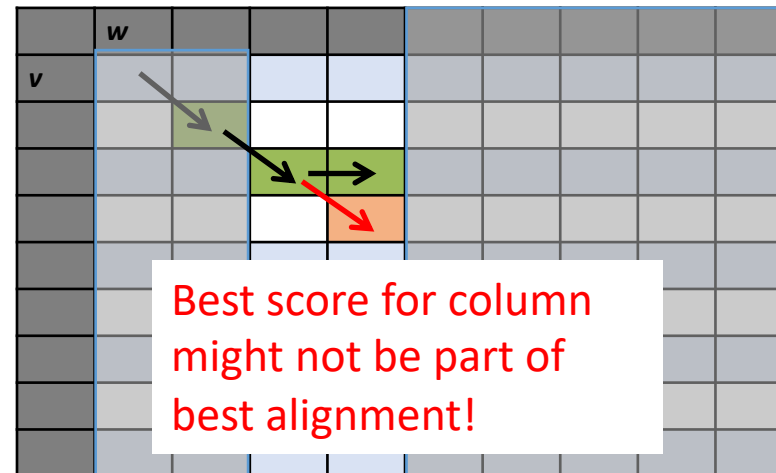 w
v
Best score for column
might not be part of
best alignment!